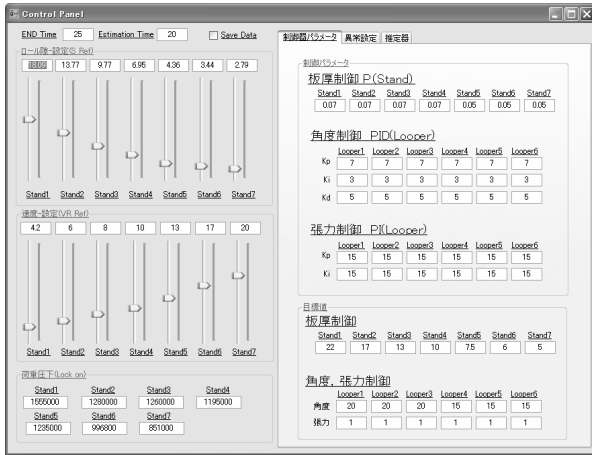 Control Panel
END Time 25 Estimation Time 20 Save Data
ロール隙-設定(S Ref)
18.09 13.77 9.77 6.95 4.36 3.44 2.79
Stand1 Stand2 Stand3 Stand4 Stand5 Stand6 Stand7
速度-設定(VR Ref)
4.2 6 8 10 13 17 20
Stand1 Stand2 Stand3 Stand4 Stand5 Stand6 Stand7
荷重圧下(Lock on)
Stand1 Stand2 Stand3 Stand4
1555000 1280000 1260000 1195000
Stand5 Stand6 Stand7
1235000 996800 851000
制御器パラメータ 異常設定 推定器
制御パラメータ
板厚制御 P(Stand)
Stand1 Stand2 Stand3 Stand4 Stand5 Stand6 Stand7
0.07 0.07 0.07 0.07 0.05 0.05 0.05
角度制御 PID(Looper)
Looper1 Looper2 Looper3 Looper4 Looper5 Looper6
Kp 7 7 7 7 7 7
Ki 3 3 3 3 3 3
Kd 5 5 5 5 5 5
張力制御 PI(Looper)
Looper1 Looper2 Looper3 Looper4 Looper5 Looper6
Kp 15 15 15 15 15 15
Ki 15 15 15 15 15 15
目標値
板厚制御
Stand1 Stand2 Stand3 Stand4 Stand5 Stand6 Stand7
22 17 13 10 7.5 6 5
角度, 張力制御
Looper1 Looper2 Looper3 Looper4 Looper5 Looper6
角度 20 20 20 15 15 15
張力 1 1 1 1 1 1